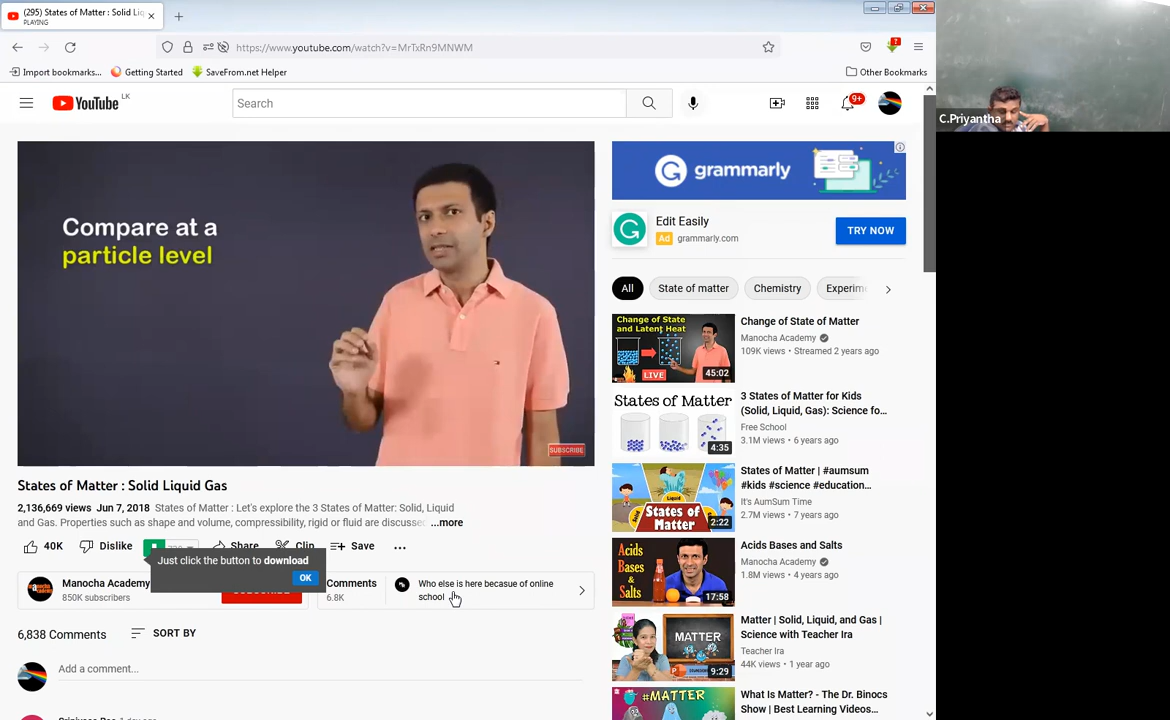 (295) States of Matter : Solid Liq
PLAYING
https://www.youtube.com/watch?v=MrTxRn9MNWM
Import bookmarks...
Getting Started
SaveFrom.net Helper
Other Bookmarks
YouTube LK
Search
9+
C.Priyantha
Compare at a
particle level
SUBSCRIBE
grammarly
Edit Easily
Ad grammarly.com
TRY NOW
All
State of matter
Chemistry
Experim
Change of State
and Latent Heat
LIVE
45:02
Change of State of Matter
Manocha Academy
109K views • Streamed 2 years ago
States of Matter
4:35
3 States of Matter for Kids
(Solid, Liquid, Gas): Science fo...
Free School
3.1M views • 6 years ago
Liquid
States of
Matter
2:22
States of Matter | #aumsum
#kids #science #education...
It's AumSum Time
2.7M views • 7 years ago
Acids
Bases
&
Salts
17:58
Acids Bases and Salts
Manocha Academy
1.8M views • 4 years ago
MATTER
9:29
Matter | Solid, Liquid, and Gas |
Science with Teacher Ira
Teacher Ira
44K views • 1 year ago
#MATTER
What Is Matter? - The Dr. Binocs
Show | Best Learning Videos...
States of Matter : Solid Liquid Gas
2,136,669 views Jun 7, 2018 States of Matter : Let's explore the 3 States of Matter: Solid, Liquid
and Gas. Properties such as shape and volume, compressibility, rigid or fluid are discusse ...more
40K
Dislike
Share
Clip
Save
Just click the button to download
OK
Manocha Academy
850K subscribers
Comments
6.8K
Who else is here becasue of online
school
6,838 Comments
SORT BY
Add a comment...